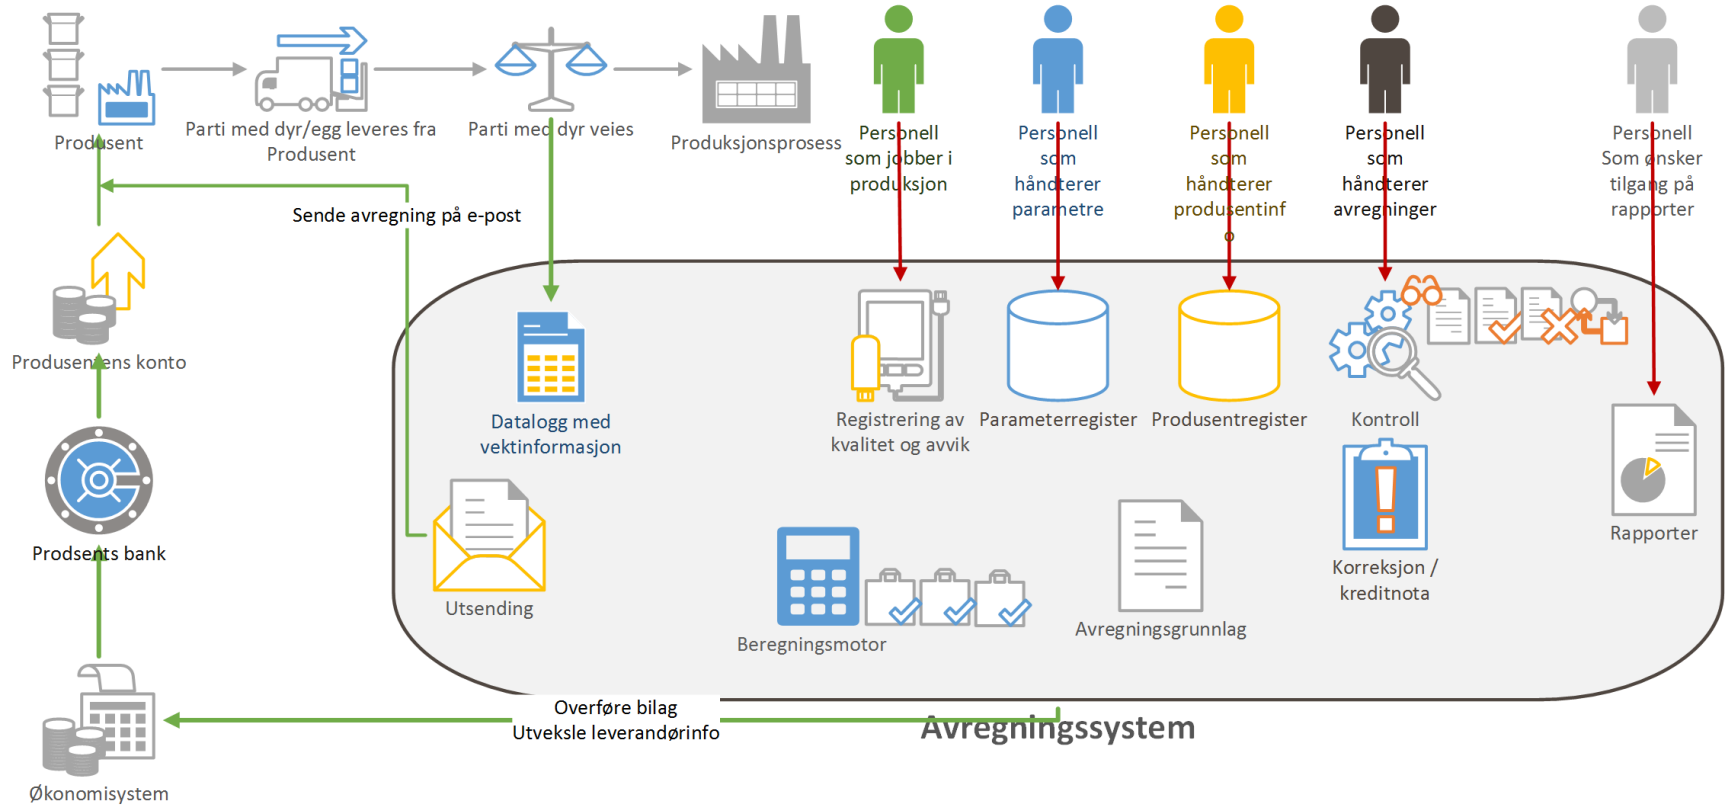 Produsent
Parti med dyr/egg leveres fra
Produsent
Parti med dyr veies
Produksjonsprosess
Personell
som jobber i
produksjon
Personell
som
håndterer
parametre
Personell
som
håndterer
produsentinf
o
Personell
som
håndterer
avregninger
Personell
Som ønsker
tilgang på
rapporter
Sende avregning på e-post
Produsentens konto
Datalogg med
vektinformasjon
Registrering av
kvalitet og avvik
Parameterregister
Produsentregister
Kontroll
Rapporter
Prodsents bank
Utsending
Beregningsmotor
Avregningsgrunnlag
Korreksjon /
kreditnota
Overføre bilag
Utveksle leverandørinfo
Avregningssystem
Økonomisystem